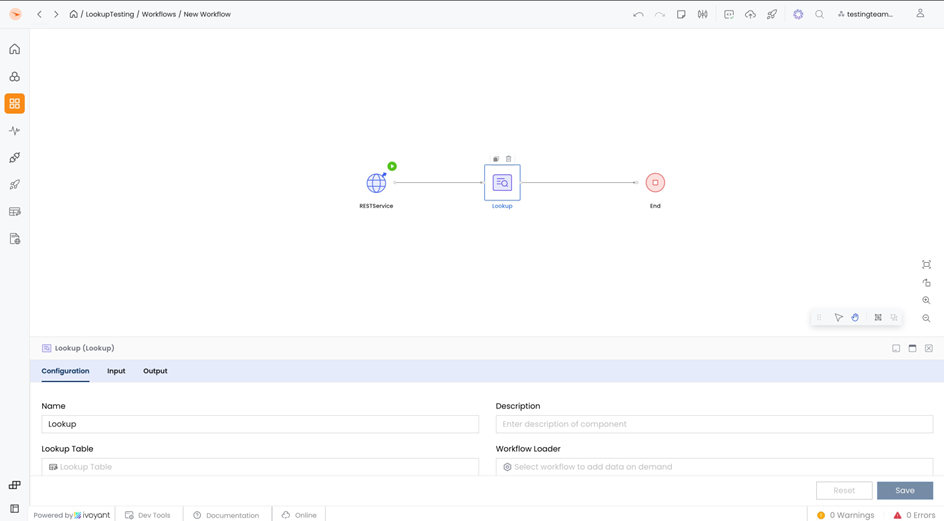 / LookupTesting / Workflows / New Workflow
testingteam...
RESTService
Lookup
End
Lookup (Lookup)
Configuration Input Output
Name
Description
Lookup
Enter description of component
Lookup Table
Workflow Loader
Lookup Table
Select workflow to add data on demand
Reset Save
Powered by ivoyant Dev Tools Documentation Online 0 Warnings 0 Errors